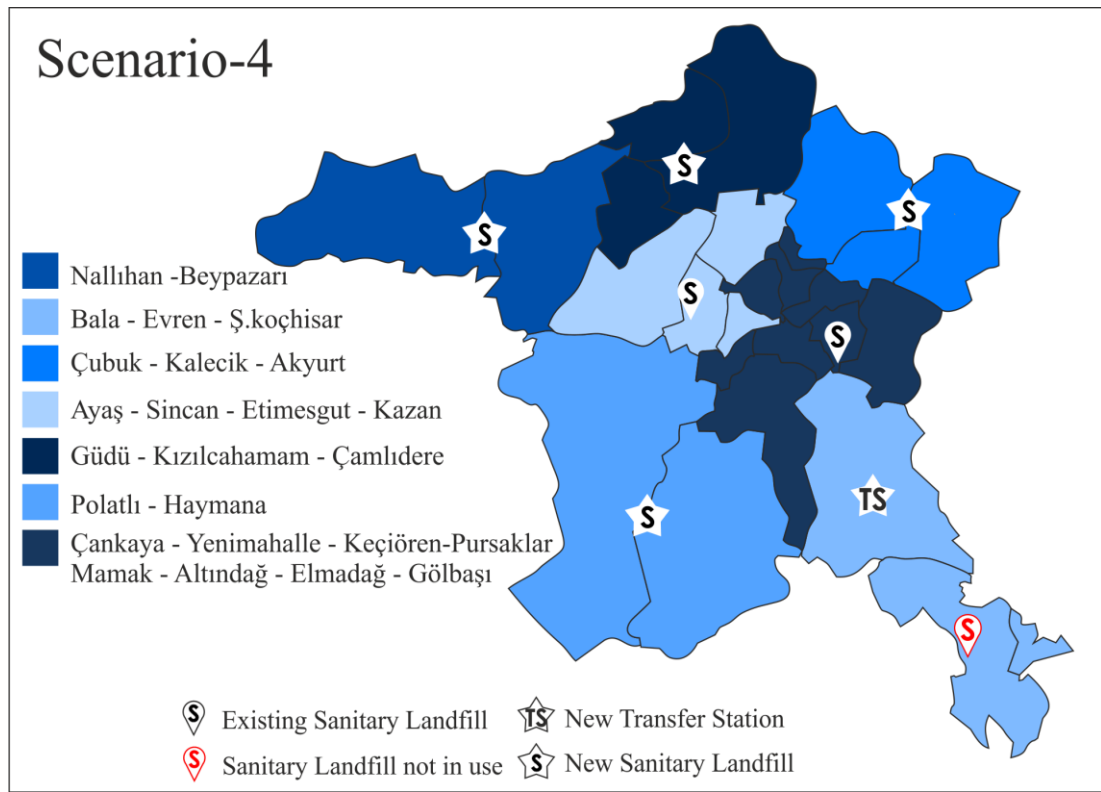 Scenario-4
S
S
S
S
S
S
TS
S
Nallıhan -Beypazarı
Bala - Evren - Ş.koçhisar
Çubuk - Kalecik - Akyurt
Ayaş - Sincan - Etimesgut - Kazan
Güdü - Kızılcahamam - Çamlıdere
Polatlı - Haymana
Çankaya - Yenimahalle - Keçiören-Pursaklar
Mamak - Altındağ - Elmadağ - Gölbaşı
S Existing Sanitary Landfill
TS New Transfer Station
S Sanitary Landfill not in use
S New Sanitary Landfill